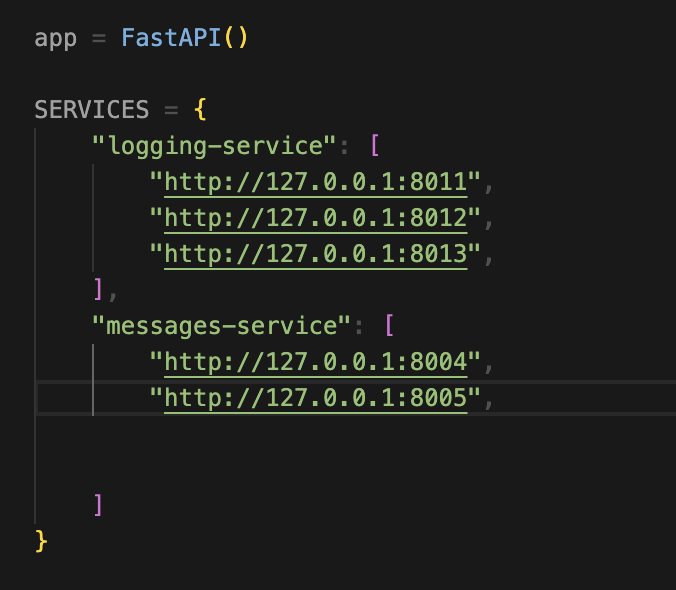 app = FastAPI()
SERVICES = {
"logging-service": [
"http://127.0.0.1:8011",
"http://127.0.0.1:8012",
"http://127.0.0.1:8013",
],
"messages-service": [
"http://127.0.0.1:8004",
"http://127.0.0.1:8005",
]
}